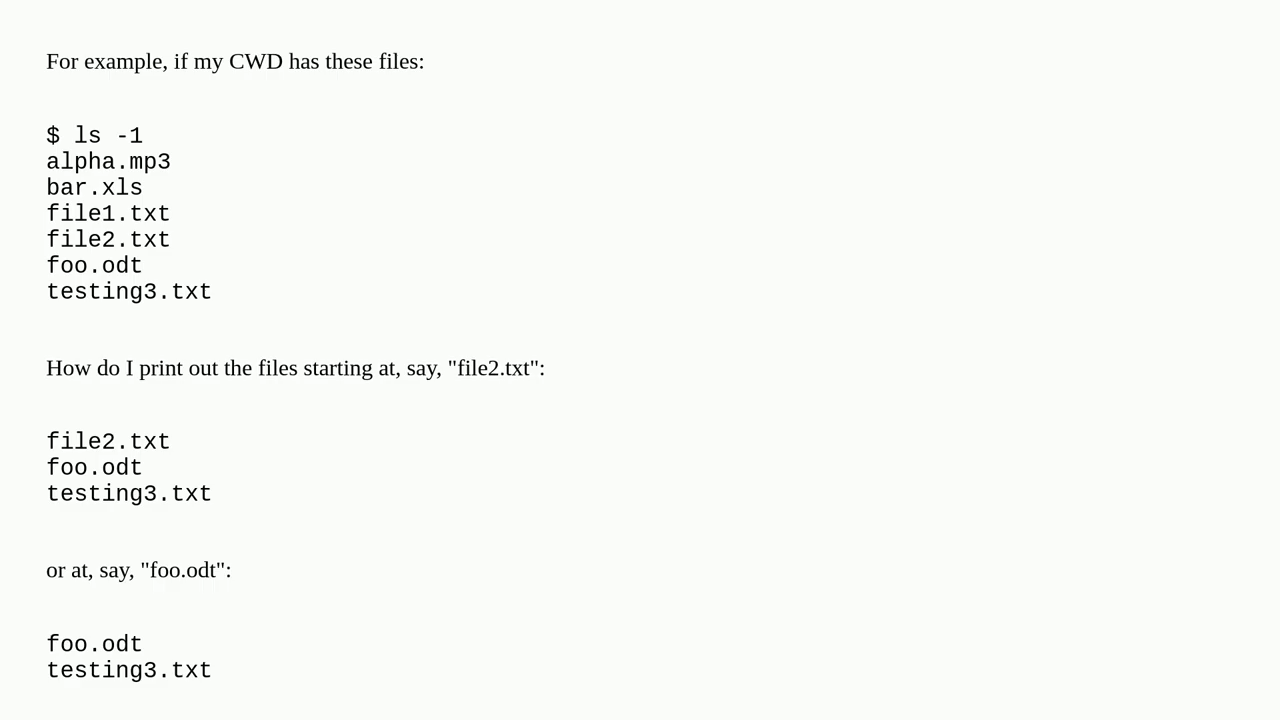 For example, if my CWD has these files:
$ ls -1
alpha.mp3
bar.xls
file1.txt
file2.txt
foo.odt
testing3.txt
How do I print out the files starting at, say, "file2.txt":
file2.txt
foo.odt
testing3.txt
or at, say, "foo.odt":
foo.odt
testing3.txt